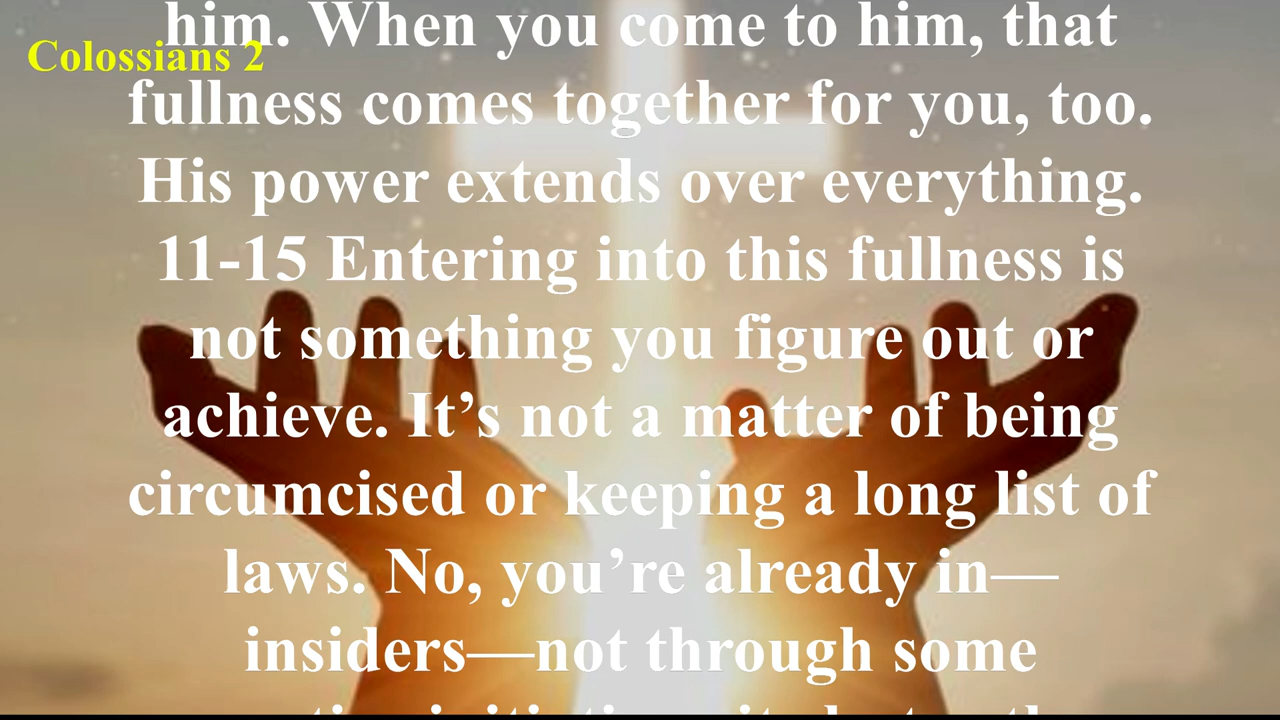 him. When you come to him, that
Colossians 2
fullness comes together for you, too.
His power extends over everything.
11-15 Entering into this fullness is
not something you figure out or
achieve. It’s not a matter of being
circumcised or keeping a long list of
laws. No, you’re already in—
insiders—not through some